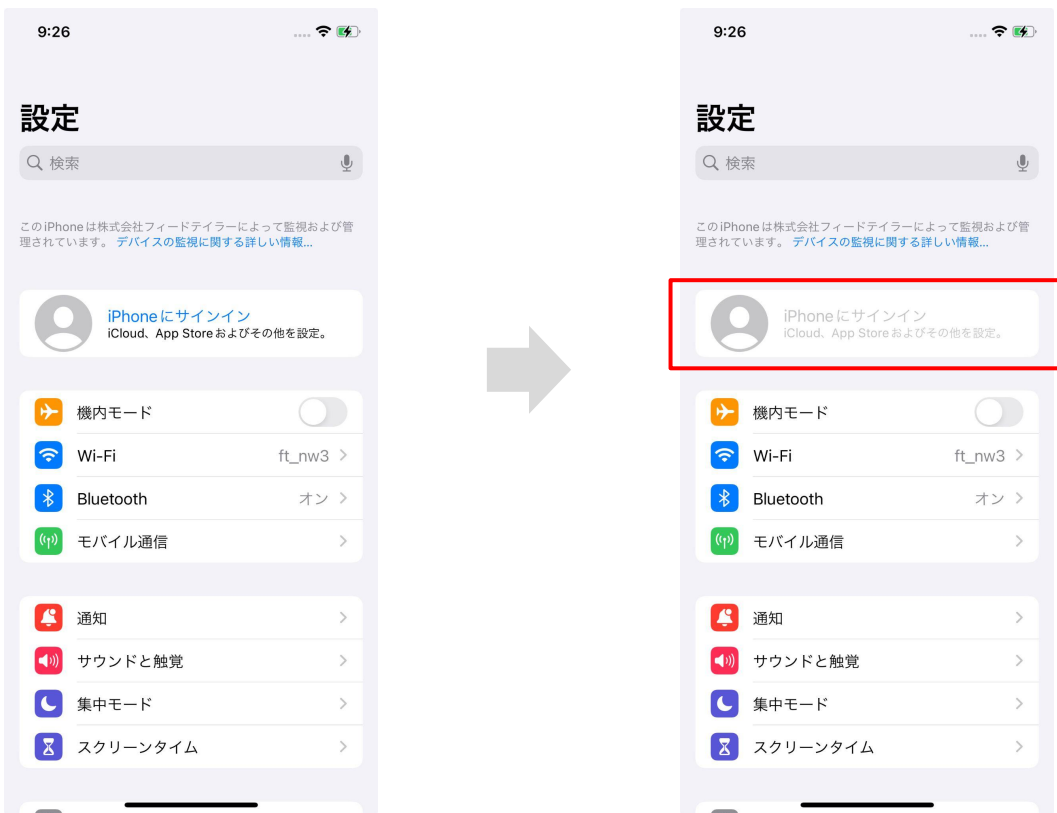 9:26
設定
検索
このiPhoneは株式会社フィードテイラーによって監視および管
理されています。 デバイスの監視に関する詳しい情報...
iPhoneにサインイン
iCloud、App Storeおよびその他を設定。
機内モード
Wi-Fi ft_nw3
Bluetooth オン
モバイル通信
通知
サウンドと触覚
集中モード
スクリーンタイム
9:26
設定
検索
このiPhoneは株式会社フィードテイラーによって監視および管
理されています。 デバイスの監視に関する詳しい情報...
iPhoneにサインイン
iCloud、App Storeおよびその他を設定。
機内モード
Wi-Fi ft_nw3
Bluetooth オン
モバイル通信
通知
サウンドと触覚
集中モード
スクリーンタイム